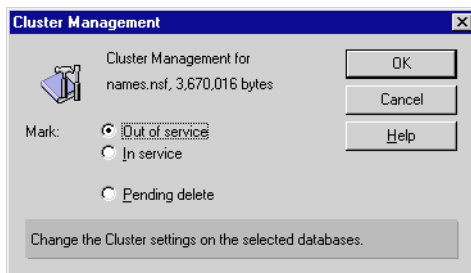 Cluster Management
Cluster Management for
names.nsf, 3,670,016 bytes
OK
Cancel
Help
Mark:
Out of service
In service
Pending delete
Change the Cluster settings on the selected databases.